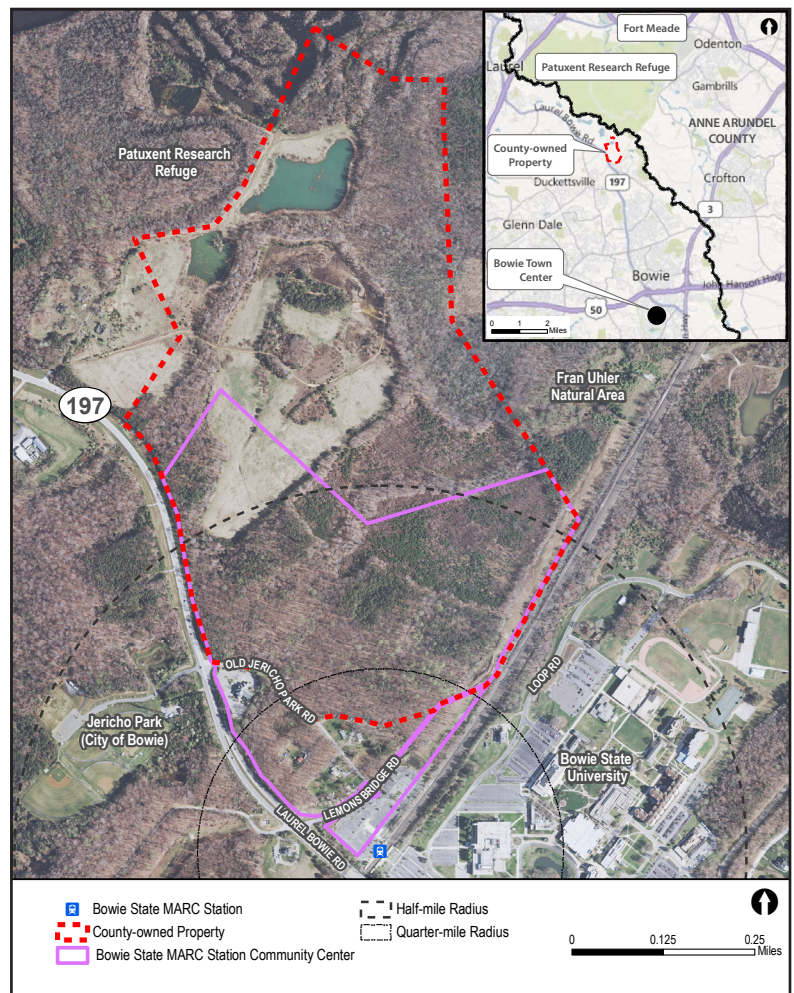 Patuxent Research
Refuge
197
Fran Uhler
Natural Area
OLD JERICHO PARK RD
LOOP RD
Jericho Park
(City of Bowie)
LEMONS BRIDGE RD
LAUREL BOWIE RD
Bowie State
University
Fort Meade
Odenton
Laurel
Patuxent Research Refuge
Gambrills
Laurel Bowie Rd
ANNE ARUNDEL
COUNTY
County-owned
Property
Duckettsville
197
Crofton
3
Glenn Dale
Bowie Town
Center
Bowie
John Hanson Hwy
50
0 1 2
Miles
Bowie State MARC Station
County-owned Property
Bowie State MARC Station Community Center
Half-mile Radius
Quarter-mile Radius
0 0.125 0.25
Miles